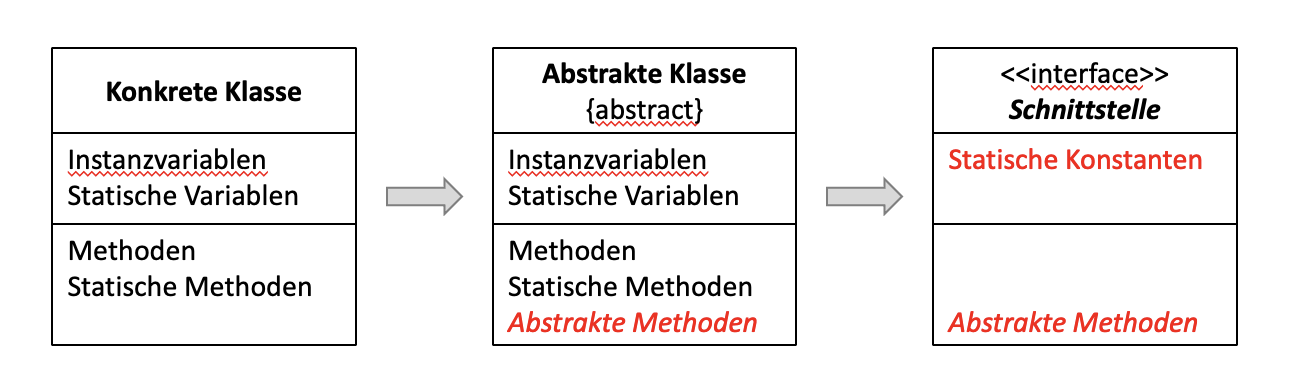 Konkrete Klasse
Instanzvariablen
Statische Variablen
Methoden
Statische Methoden
Abstrakte Klasse
{abstract}
Instanzvariablen
Statische Variablen
Methoden
Statische Methoden
Abstrakte Methoden
<<interface>>
Schnittstelle
Statische Konstanten
Abstrakte Methoden